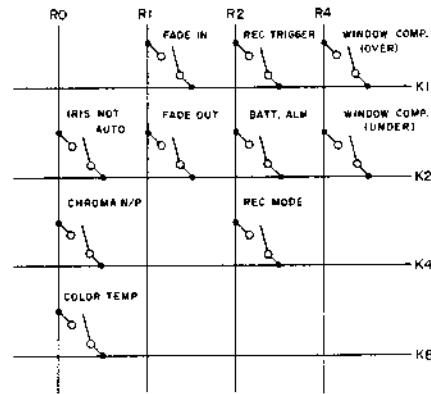 R0 R1 R2 R4
FADE IN REC TRIGGER WINDOW COMP.
(OVER)
K1
IRIS NOT FADE OUT BATT. ALM WINDOW COMP.
AUTO (UNDER)
K2
CHROMA N/P REC MODE
K4
COLOR TEMP
K8